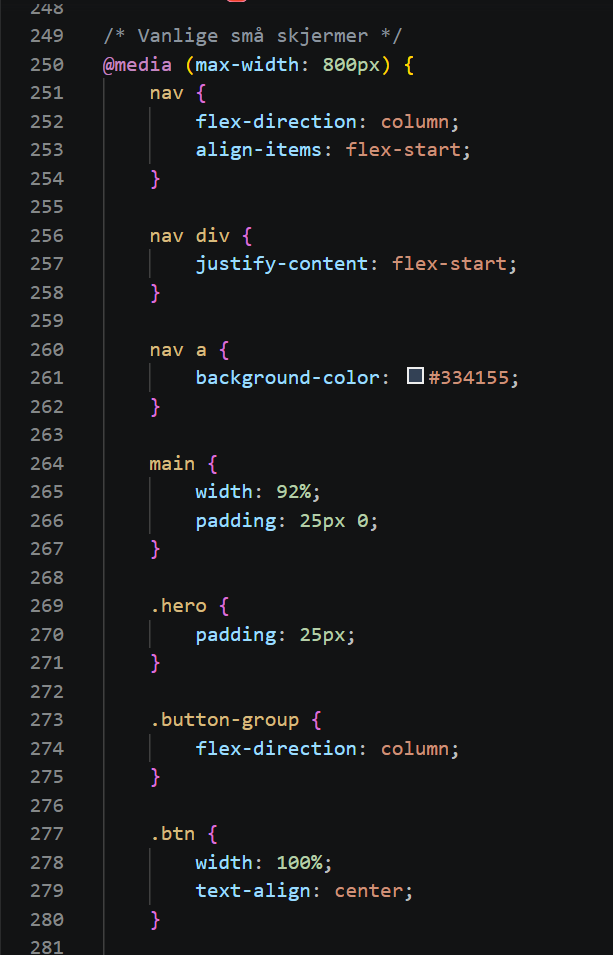 248
249 /* Vanlige små skjermer */
250 @media (max-width: 800px) {
251     nav {
252         flex-direction: column;
253         align-items: flex-start;
254     }
255
256     nav div {
257         justify-content: flex-start;
258     }
259
260     nav a {
261         background-color: #334155;
262     }
263
264     main {
265         width: 92%;
266         padding: 25px 0;
267     }
268
269     .hero {
270         padding: 25px;
271     }
272
273     .button-group {
274         flex-direction: column;
275     }
276
277     .btn {
278         width: 100%;
279         text-align: center;
280     }
281